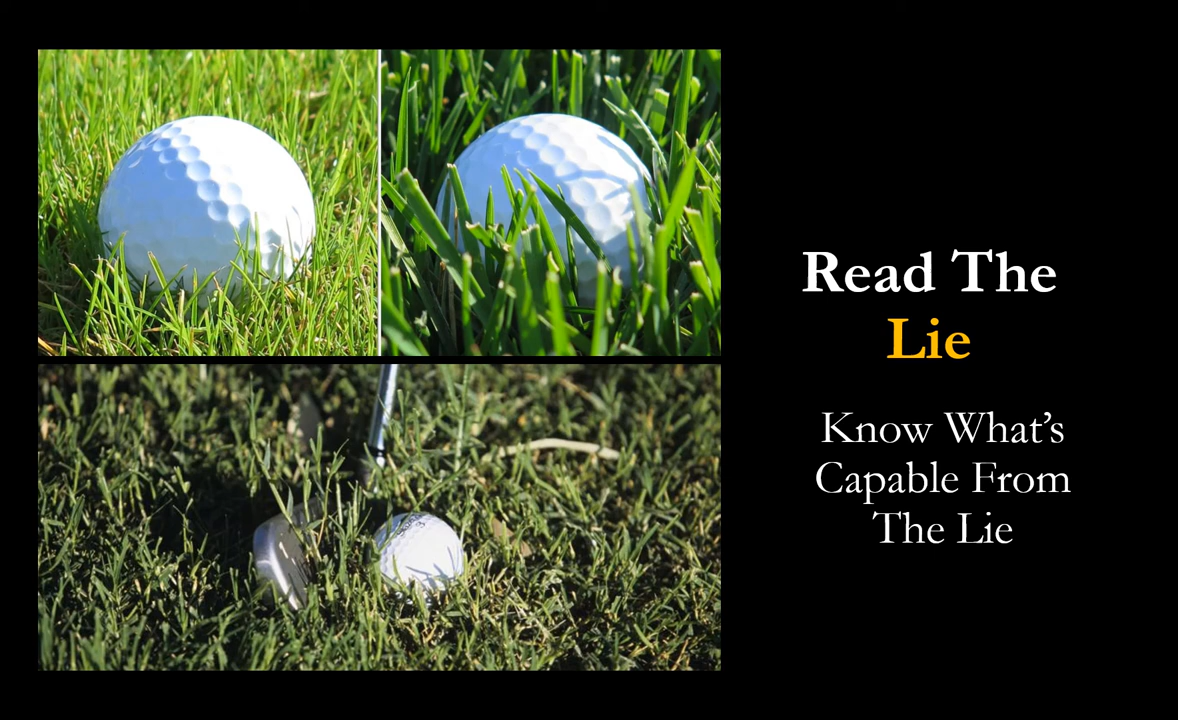 Read The
Lie
Know What’s
Capable From
The Lie